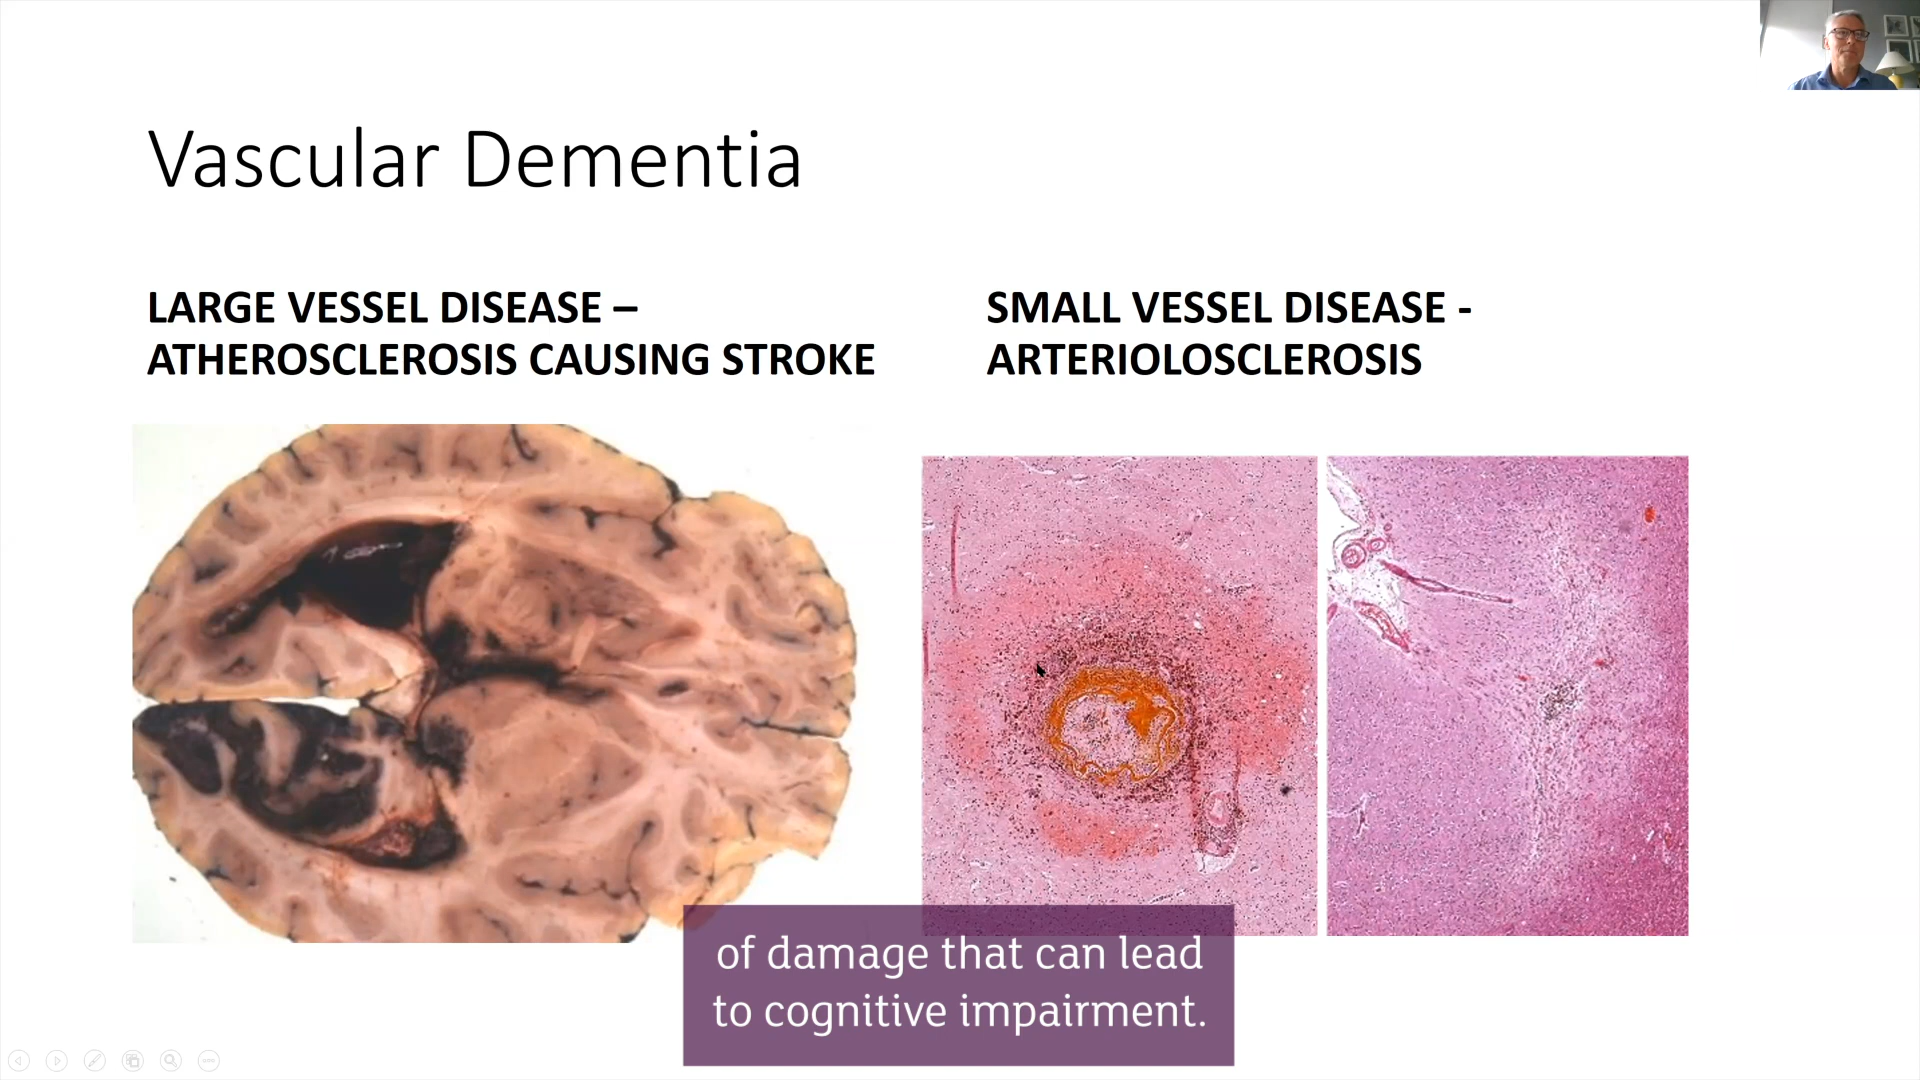 Vascular Dementia
LARGE VESSEL DISEASE –
ATHEROSCLEROSIS CAUSING STROKE
SMALL VESSEL DISEASE -
ARTERIOLOSCLEROSIS
of damage that can lead
to cognitive impairment.